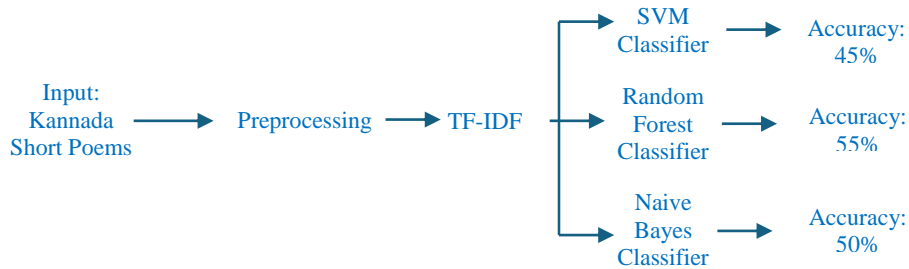 Input:
Kannada
Short Poems
Preprocessing
TF-IDF
SVM
Classifier
Accuracy:
45%
Random
Forest
Classifier
Accuracy:
55%
Naive
Bayes
Classifier
Accuracy:
50%